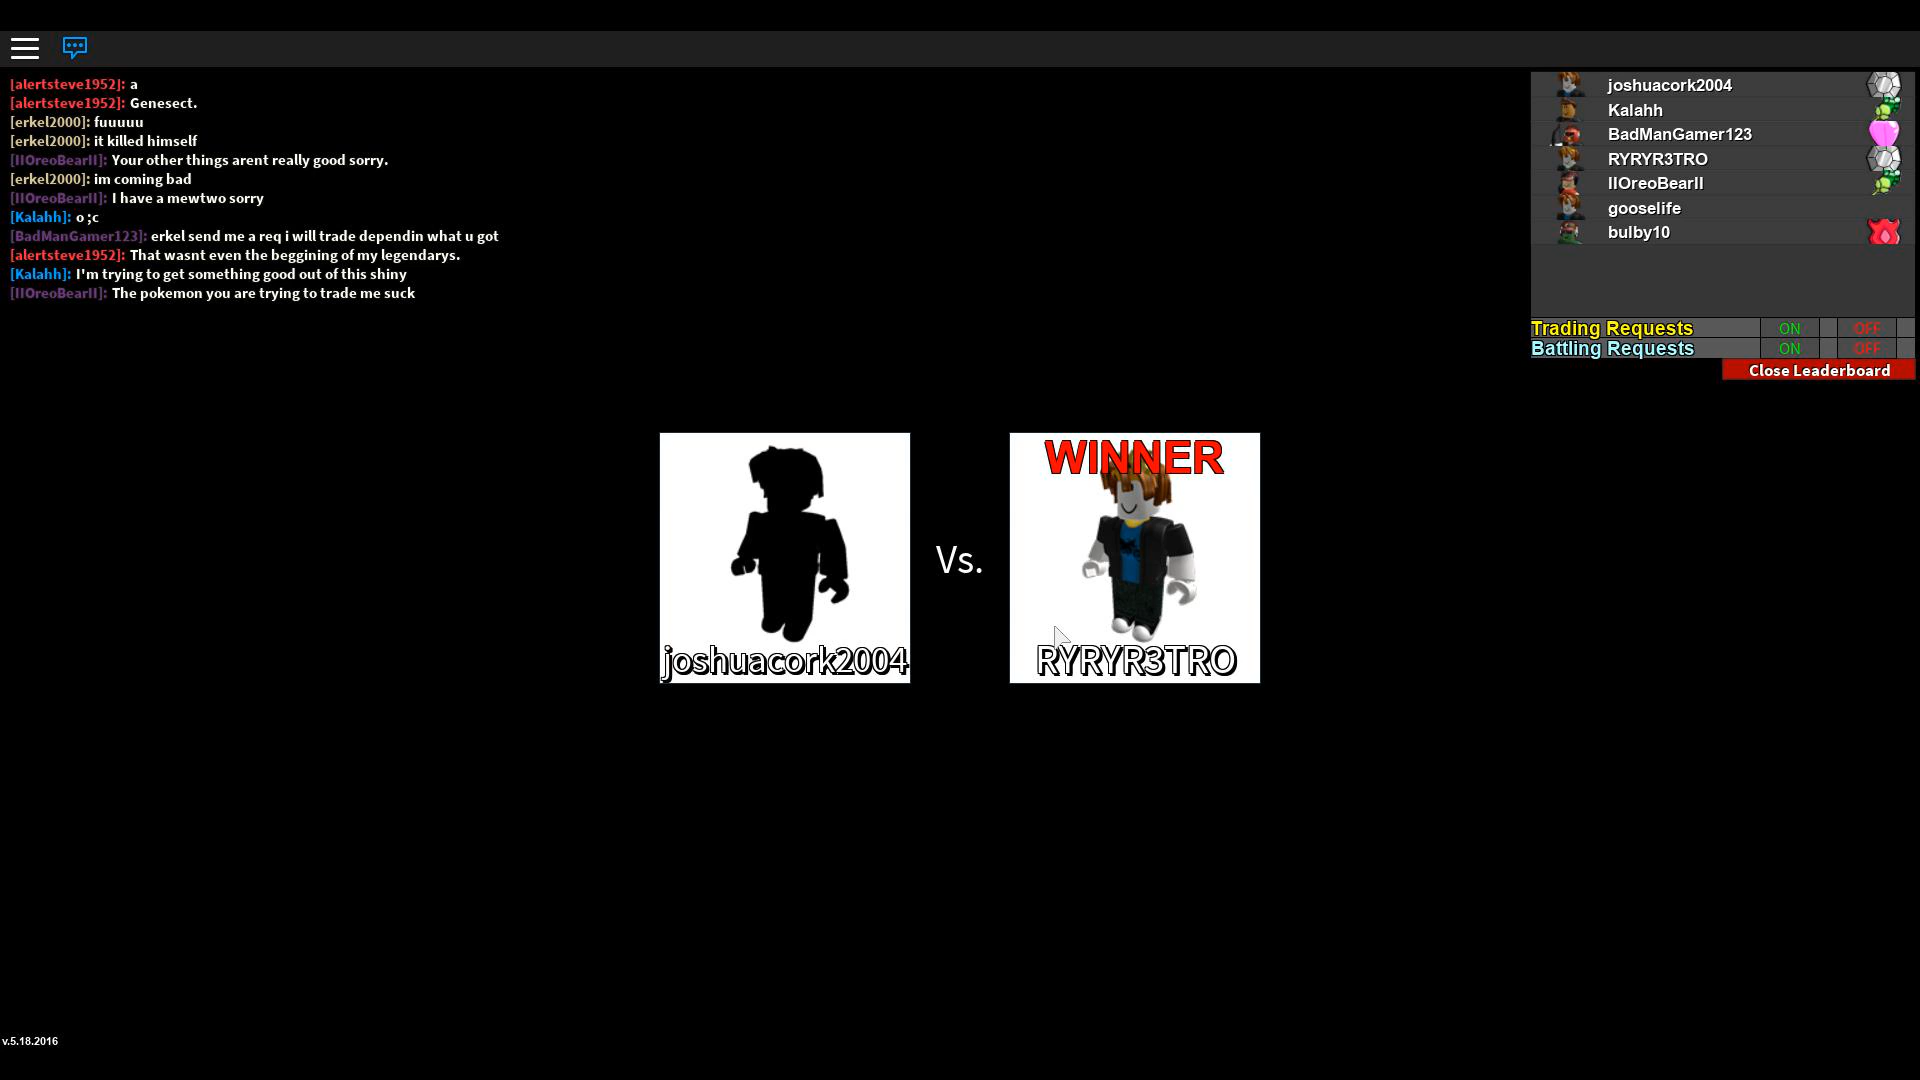 [alertsteve1952]: a
[alertsteve1952]: Genesect.
[erkel2000]: fuuuuu
[erkel2000]: it killed himself
[IIOreoBearII]: Your other things arent really good sorry.
[erkel2000]: im coming bad
[IIOreoBearII]: I have a mewtwo sorry
[Kalahh]: o ;c
[BadManGamer123]: erkel send me a req i will trade dependin what u got
[alertsteve1952]: That wasnt even the beggining of my legendarys.
[Kalahh]: I'm trying to get something good out of this shiny
[IIOreoBearII]: The pokemon you are trying to trade me suck
joshuacork2004
Kalahh
BadManGamer123
RYRYR3TRO
IIOreoBearII
gooselife
bulby10
Trading Requests ON OFF
Battling Requests ON OFF
Close Leaderboard
WINNER
Vs.
joshuacork2004
RYRYR3TRO
v.5.18.2016